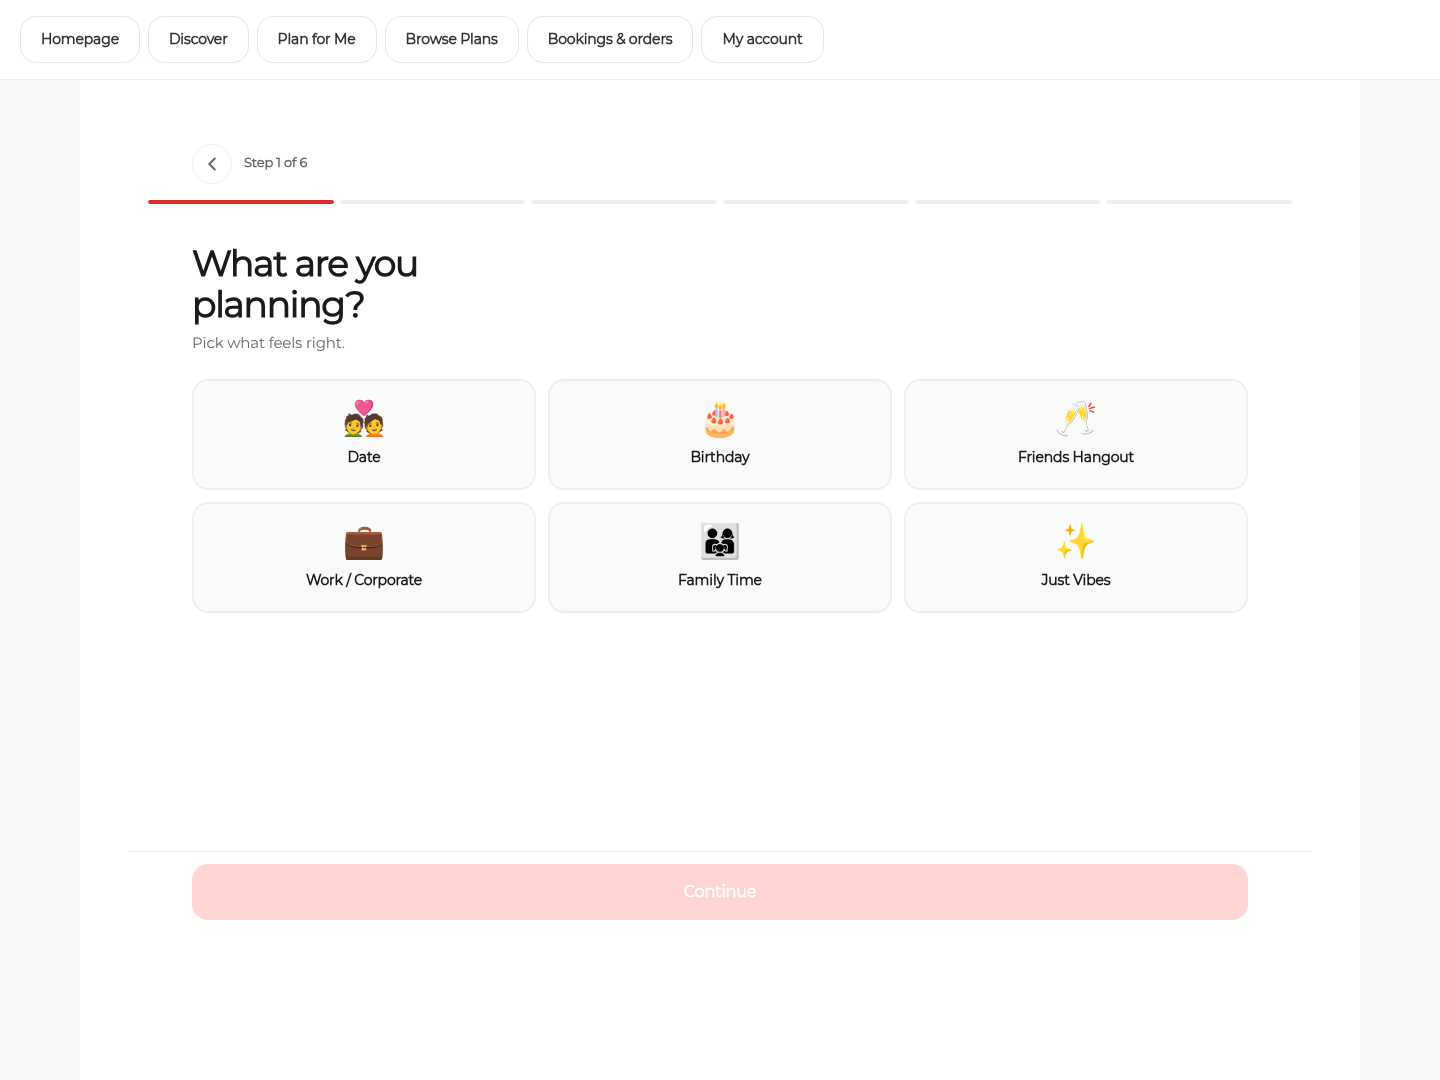 Homepage
Discover
Plan for Me
Browse Plans
Bookings & orders
My account
Step 1 of 6
What are you
planning?
Pick what feels right.
Date
Birthday
Friends Hangout
Work / Corporate
Family Time
Just Vibes
Continue